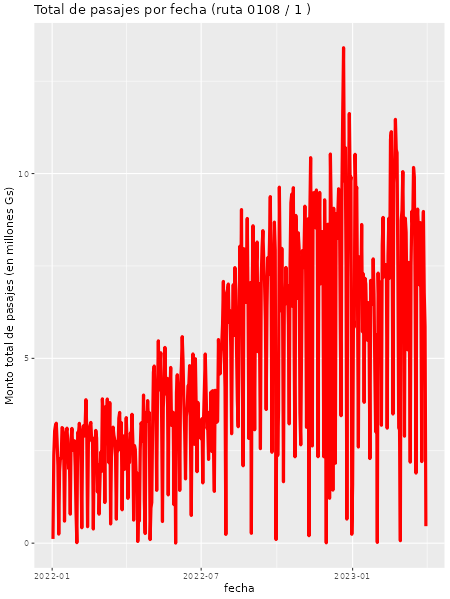 Total de pasajes por fecha (ruta 0108 / 1 )
Monto total de pasajes (en millones Gs)
10
5
0
2022-01 2022-07 2023-01
fecha